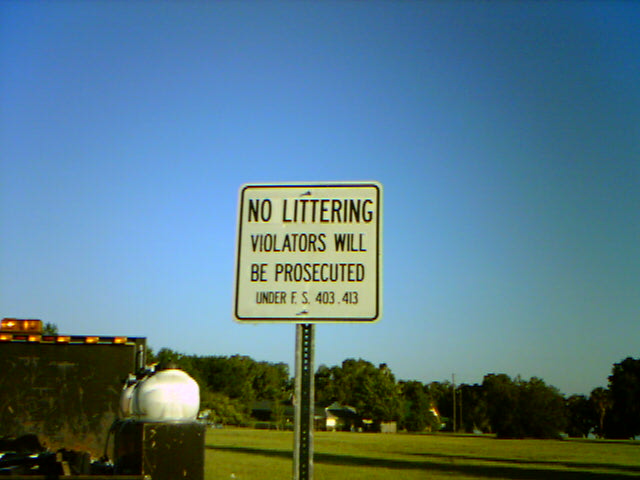 NO LITTERING
VIOLATORS WILL
BE PROSECUTED
UNDER F. S. 403.413